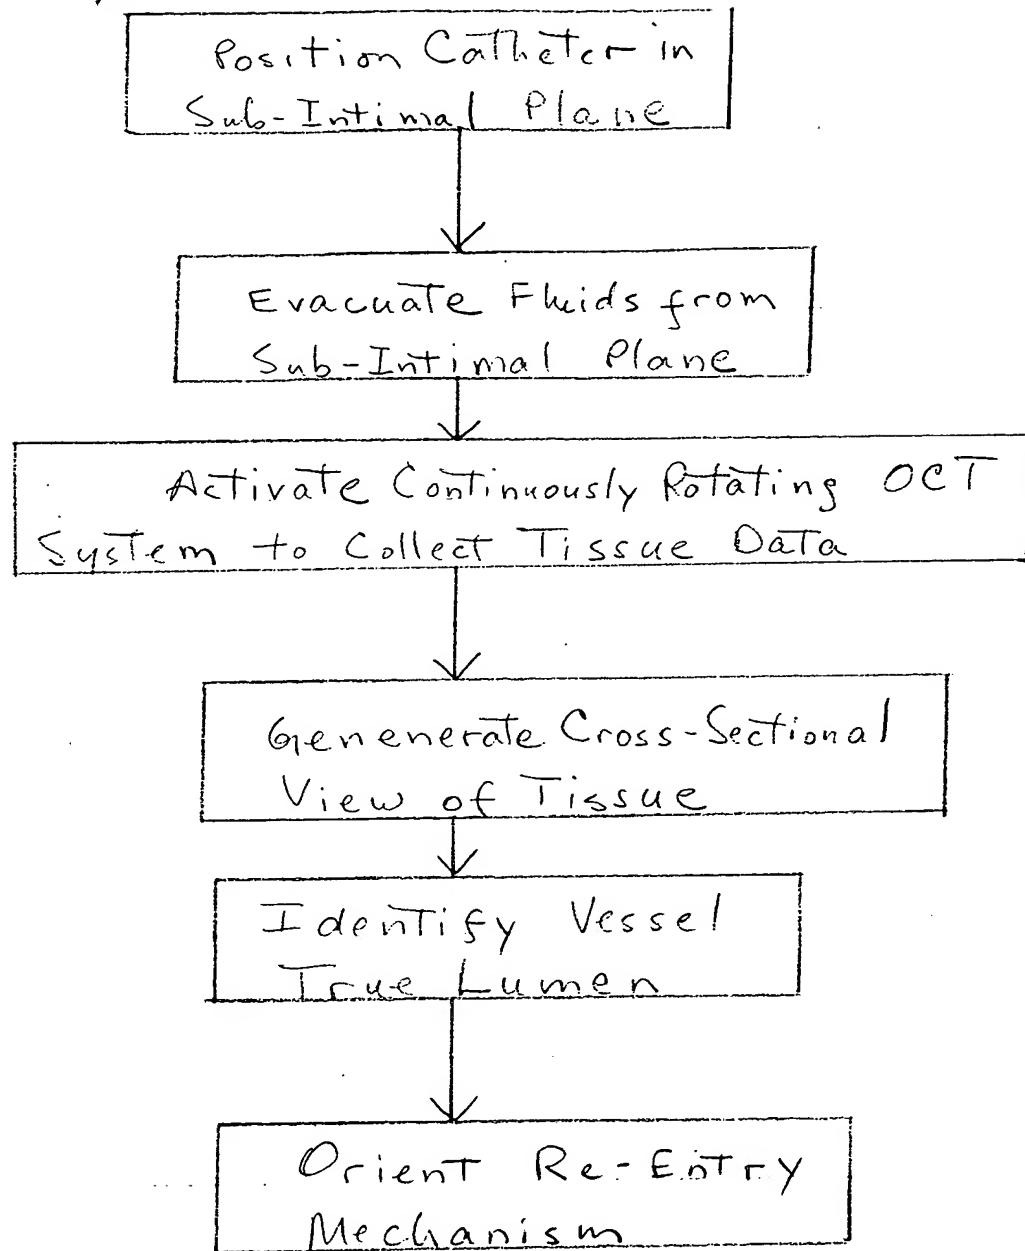 Position Catheter in
Sub-Intimal Plane
Evacuate Fluids from
Sub-Intimal Plane
Activate Continuously Rotating OCT
System to Collect Tissue Data
Genenerate Cross-Sectional
View of Tissue
Identify Vessel
True Lumen
Orient Re-Entry
Mechanism